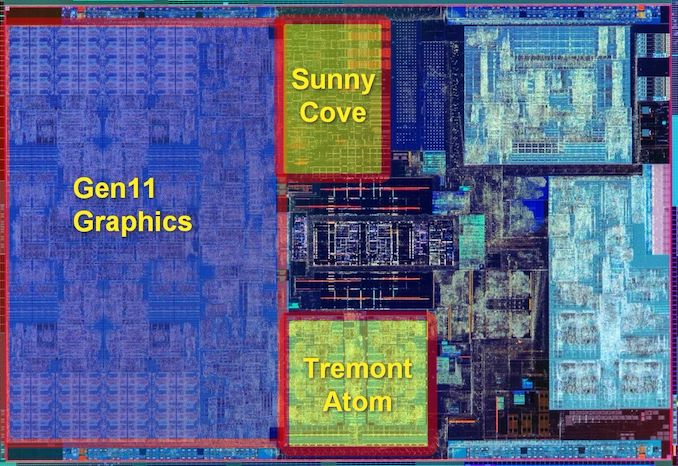 Sunny
Cove
Gen11
Graphics
Tremont
Atom